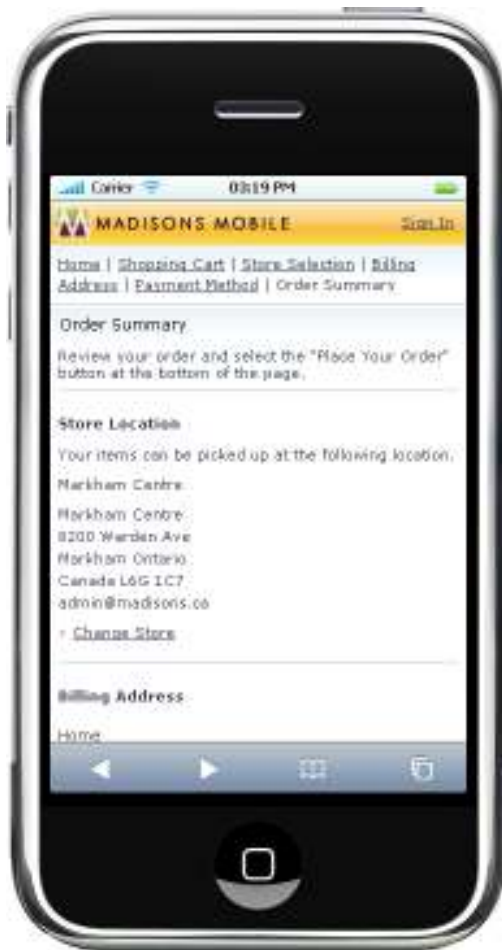 Carrier 03:19 PM
MADISONS MOBILE Sign In
Home | Shopping Cart | Store Selection | Billing
Address | Payment Method | Order Summary
Order Summary
Review your order and select the "Place Your Order"
button at the bottom of the page.
Store Location
Your items can be picked up at the following location.
Markham Centre
Markham Centre
8200 Warden Ave
Markham Ontario
Canada L6G 1C7
admin@madisons.ca
Change Store
Billing Address
Home